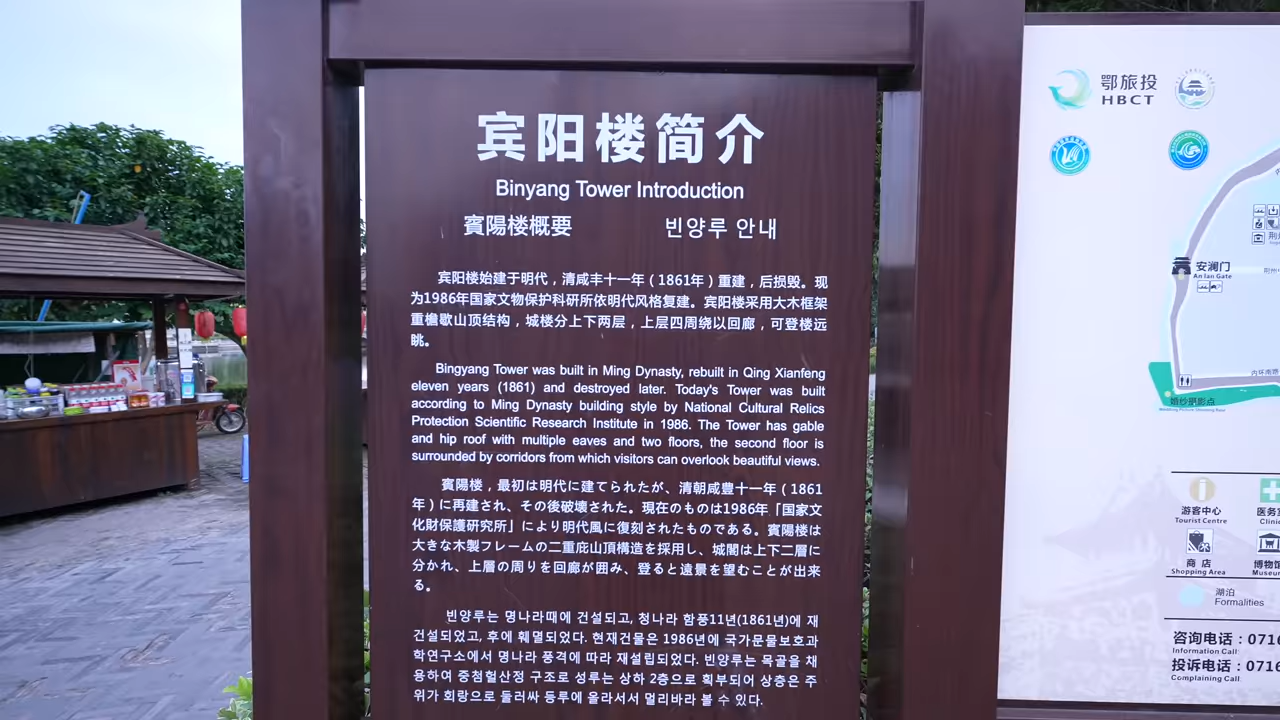 宾阳楼简介
Binyang Tower Introduction
賓陽楼概要
빈양루 안내
宾阳楼始建于明代，清咸丰十一年（1861年）重建，后损毁。现
为1986年国家文物保护科研所依明代风格复建。宾阳楼采用大木框架
重檐歇山顶结构，城楼分上下两层，上层四周绕以回廊，可登楼远
眺。
Bingyang Tower was built in Ming Dynasty, rebuilt in Qing Xianfeng
eleven years (1861) and destroyed later. Today's Tower was built
according to Ming Dynasty building style by National Cultural Relics
Protection Scientific Research Institute in 1986. The Tower has gable
and hip roof with multiple eaves and two floors, the second floor is
surrounded by corridors from which visitors can overlook beautiful views.
賓陽楼，最初は明代に建てられたが、清朝咸豊十一年（1861
年）に再建され、その後破壊された。現在のものは1986年「国家文
化財保護研究所」により明代風に復刻されたものである。賓陽楼は
大きな木製フレームの二重庇山頂構造を採用し、城閣は上下二層に
分かれ、上層の周りを回廊が囲み、登ると遠景を望むことが出来
る。
빈양루는 명나라때에 건설되고, 청나라 함풍11년(1861년)에 재
건설되었고, 후에 훼멸되었다. 현재건물은 1986년에 국가문물보호과
학연구소에서 명나라 풍격에 따라 재설립되었다. 빈양루는 목골을 채
용하여 중첨헐산정 구조로 성루는 상하 2층으로 획부되어 상층은 주
위가 회랑으로 둘러싸 등루에 올라서서 멀리바라 볼 수 있다.
鄂旅投
HBCT
安澜门
An lan Gate
内环南路
婚纱摄影点
游客中心
Tourist Centre
医务
Clinic
商店
Shopping Area
博物馆
Museum
湖泊
Formalities
咨询电话：0716
Information Call
投诉电话：0716
Complaining Call